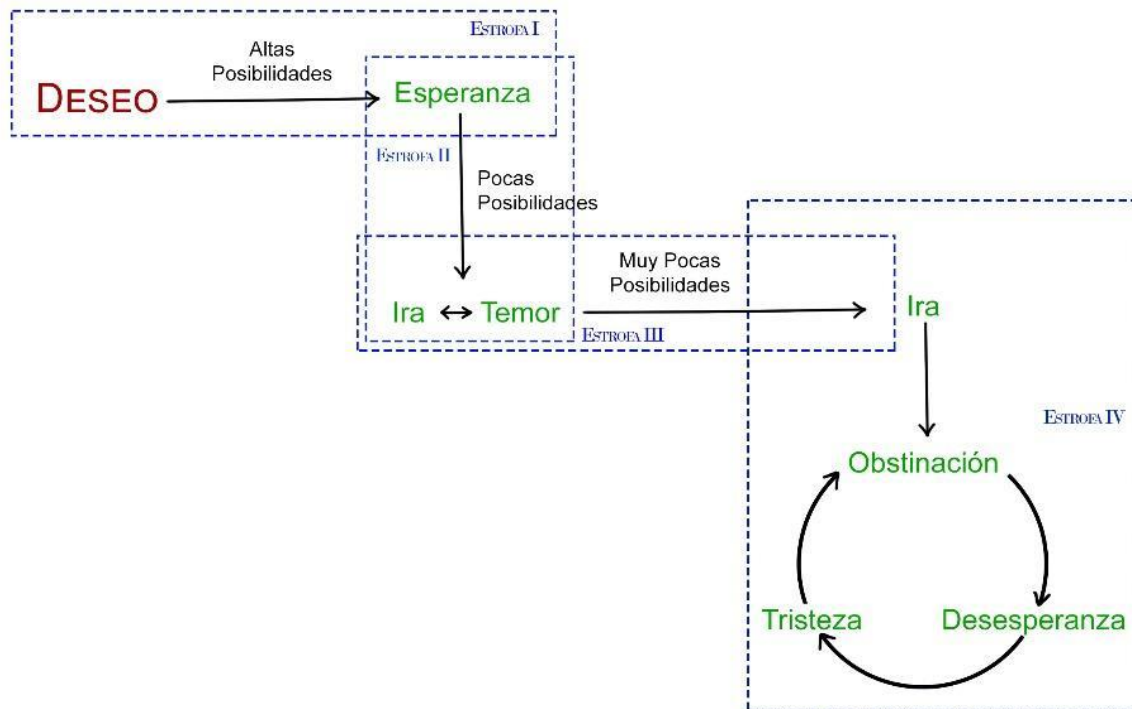 Estrofa I
Altas
Posibilidades
Deseo
Esperanza
Estrofa II
Pocas
Posibilidades
Muy Pocas
Posibilidades
Ira
Temor
Ira
Estrofa III
Estrofa IV
Obstinación
Tristeza
Desesperanza